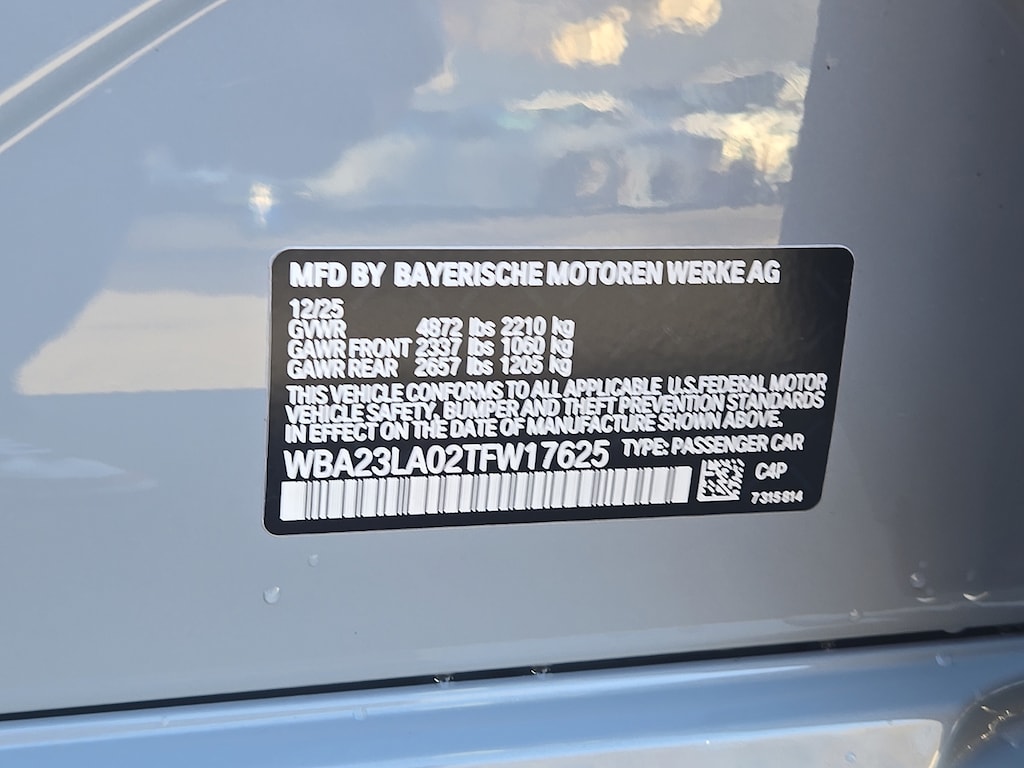 MFD BY BAYERISCHE MOTOREN WERKE AG
12/25
GVWR 4872 lbs 2210 kg
GAWR FRONT 2337 lbs 1060 kg
GAWR REAR 2657 lbs 1205 kg
THIS VEHICLE CONFORMS TO ALL APPLICABLE U.S.FEDERAL MOTOR
VEHICLE SAFETY, BUMPER AND THEFT PREVENTION STANDARDS
IN EFFECT ON THE DATE OF MANUFACTURE SHOWN ABOVE.
WBA23LA02TFW17625 TYPE: PASSENGER CAR
C4P
7315814